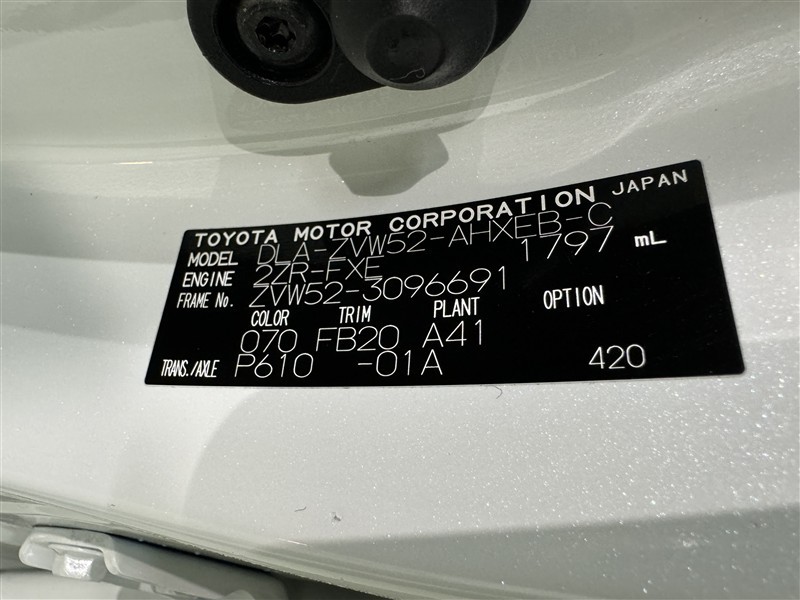 TOYOTA MOTOR CORPORATION JAPAN
MODEL DLA-ZVW52-AHXEB-C
ENGINE 2ZR-FXE 1797 mL
FRAME No. ZVW52-3096691
COLOR TRIM PLANT OPTION
070 FB20 A41
TRANS./AXLE P610 -01A 420